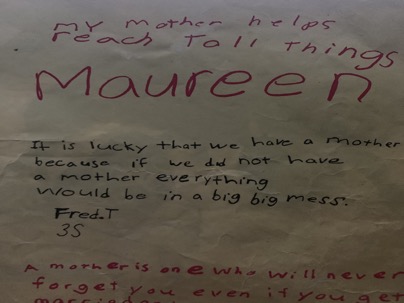 my mother helps
reach tall things
Maureen
It is lucky that we have a mother
because if we did not have
a mother everything
would be in a big big mess.
Fred.T
3S
A mother is one who will never
forget you even if you get